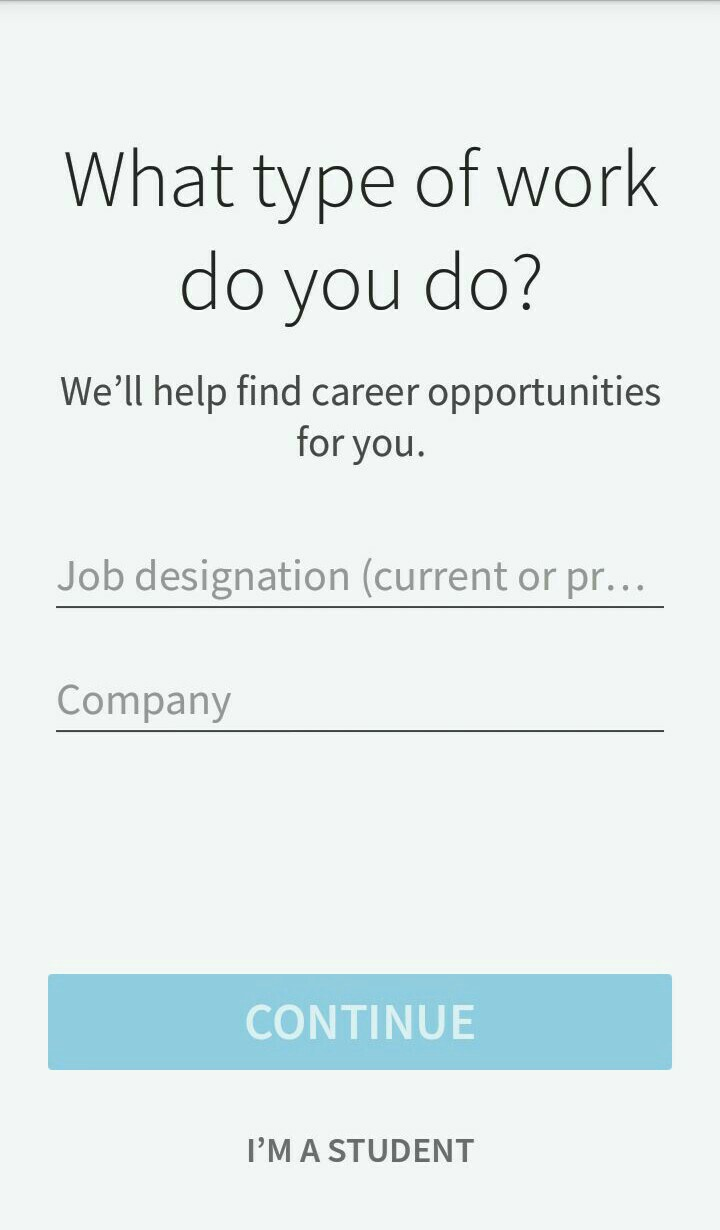 What type of work
do you do?
We’ll help find career opportunities
for you.
Job designation (current or pr…
Company
CONTINUE
I’M A STUDENT